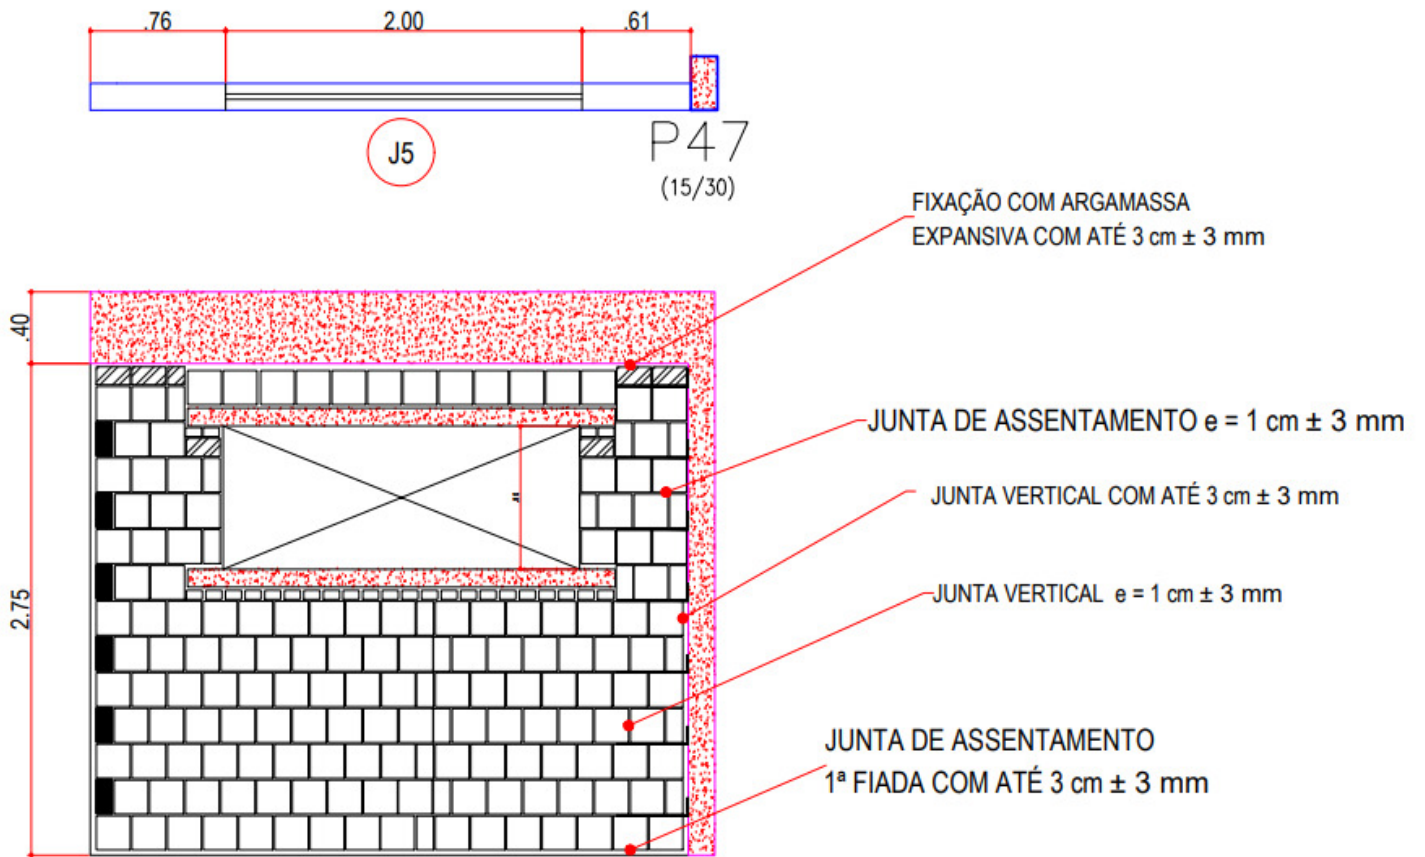 .76 2.00 .61
J5
P47
(15/30)
FIXAÇÃO COM ARGAMASSA
EXPANSIVA COM ATÉ 3 cm ± 3 mm
.40
JUNTA DE ASSENTAMENTO e = 1 cm ± 3 mm
JUNTA VERTICAL COM ATÉ 3 cm ± 3 mm
JUNTA VERTICAL e = 1 cm ± 3 mm
2.75
JUNTA DE ASSENTAMENTO
1ª FIADA COM ATÉ 3 cm ± 3 mm